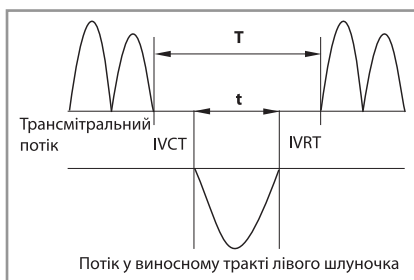 T
t
Трансмітральний
потік
IVCT
IVRT
Потік у виносному тракті лівого шлуночка